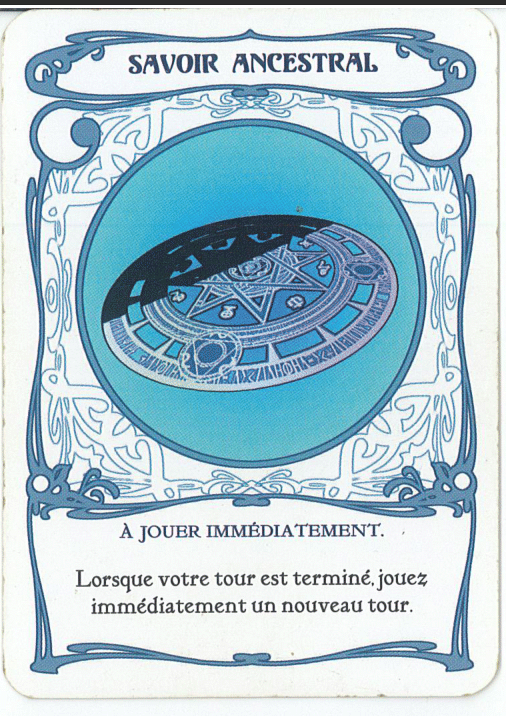 SAVOIR ANCESTRAL
À JOUER IMMÉDIATEMENT.
Lorsque votre tour est terminé, jouez
immédiatement un nouveau tour.